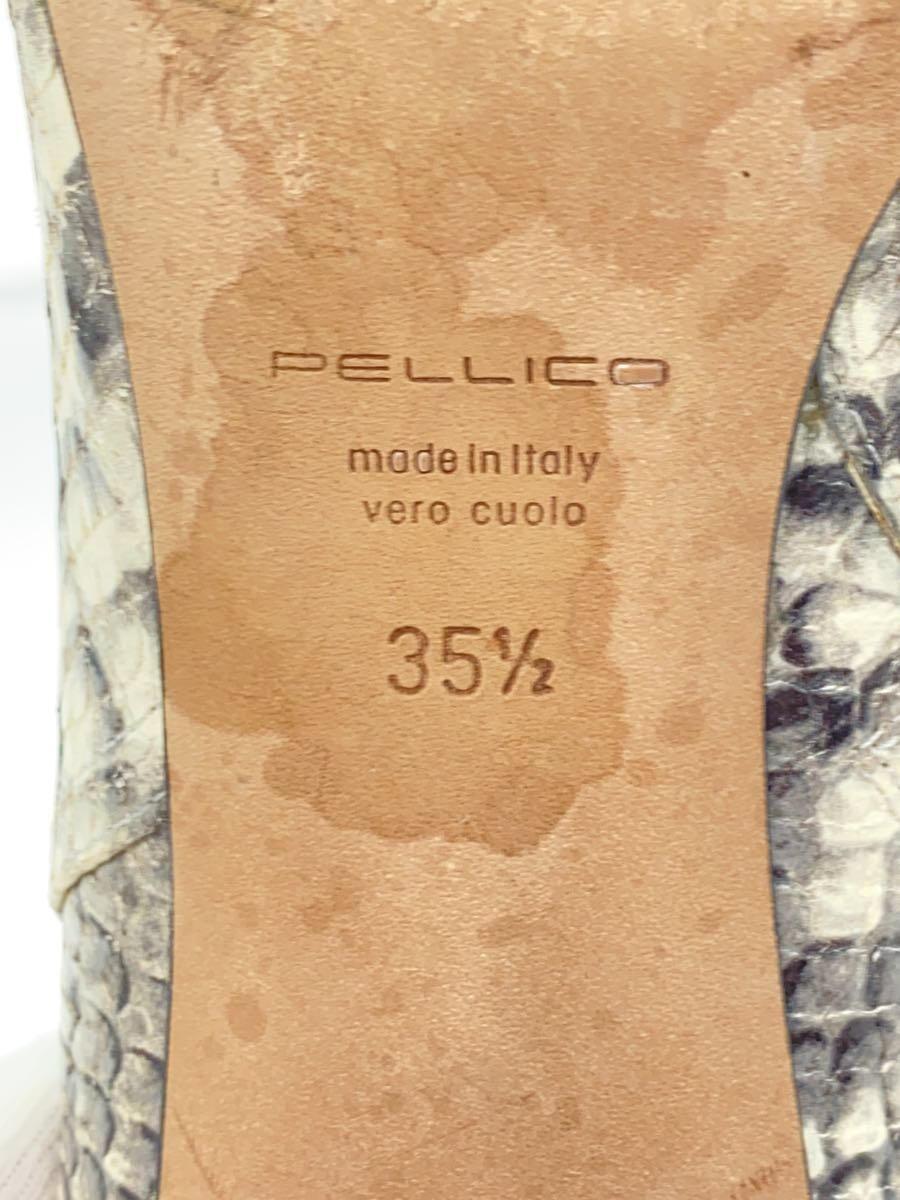 PELLICO
made in Italy
vero cuoio
35½